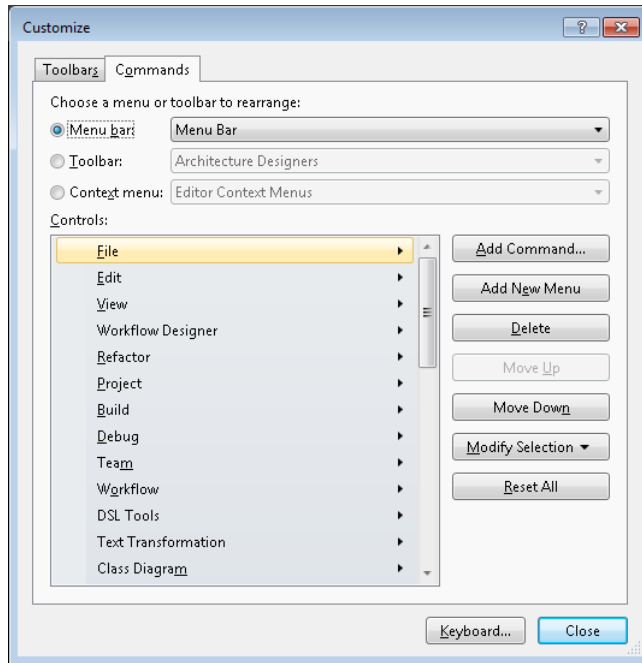 Customize
Toolbars Commands
Choose a menu or toolbar to rearrange:
Menu bar: Menu Bar
Toolbar: Architecture Designers
Context menu: Editor Context Menus
Controls:
File
Edit
View
Workflow Designer
Refactor
Project
Build
Debug
Team
Workflow
DSL Tools
Text Transformation
Class Diagram
Add Command...
Add New Menu
Delete
Move Up
Move Down
Modify Selection
Reset All
Keyboard... Close